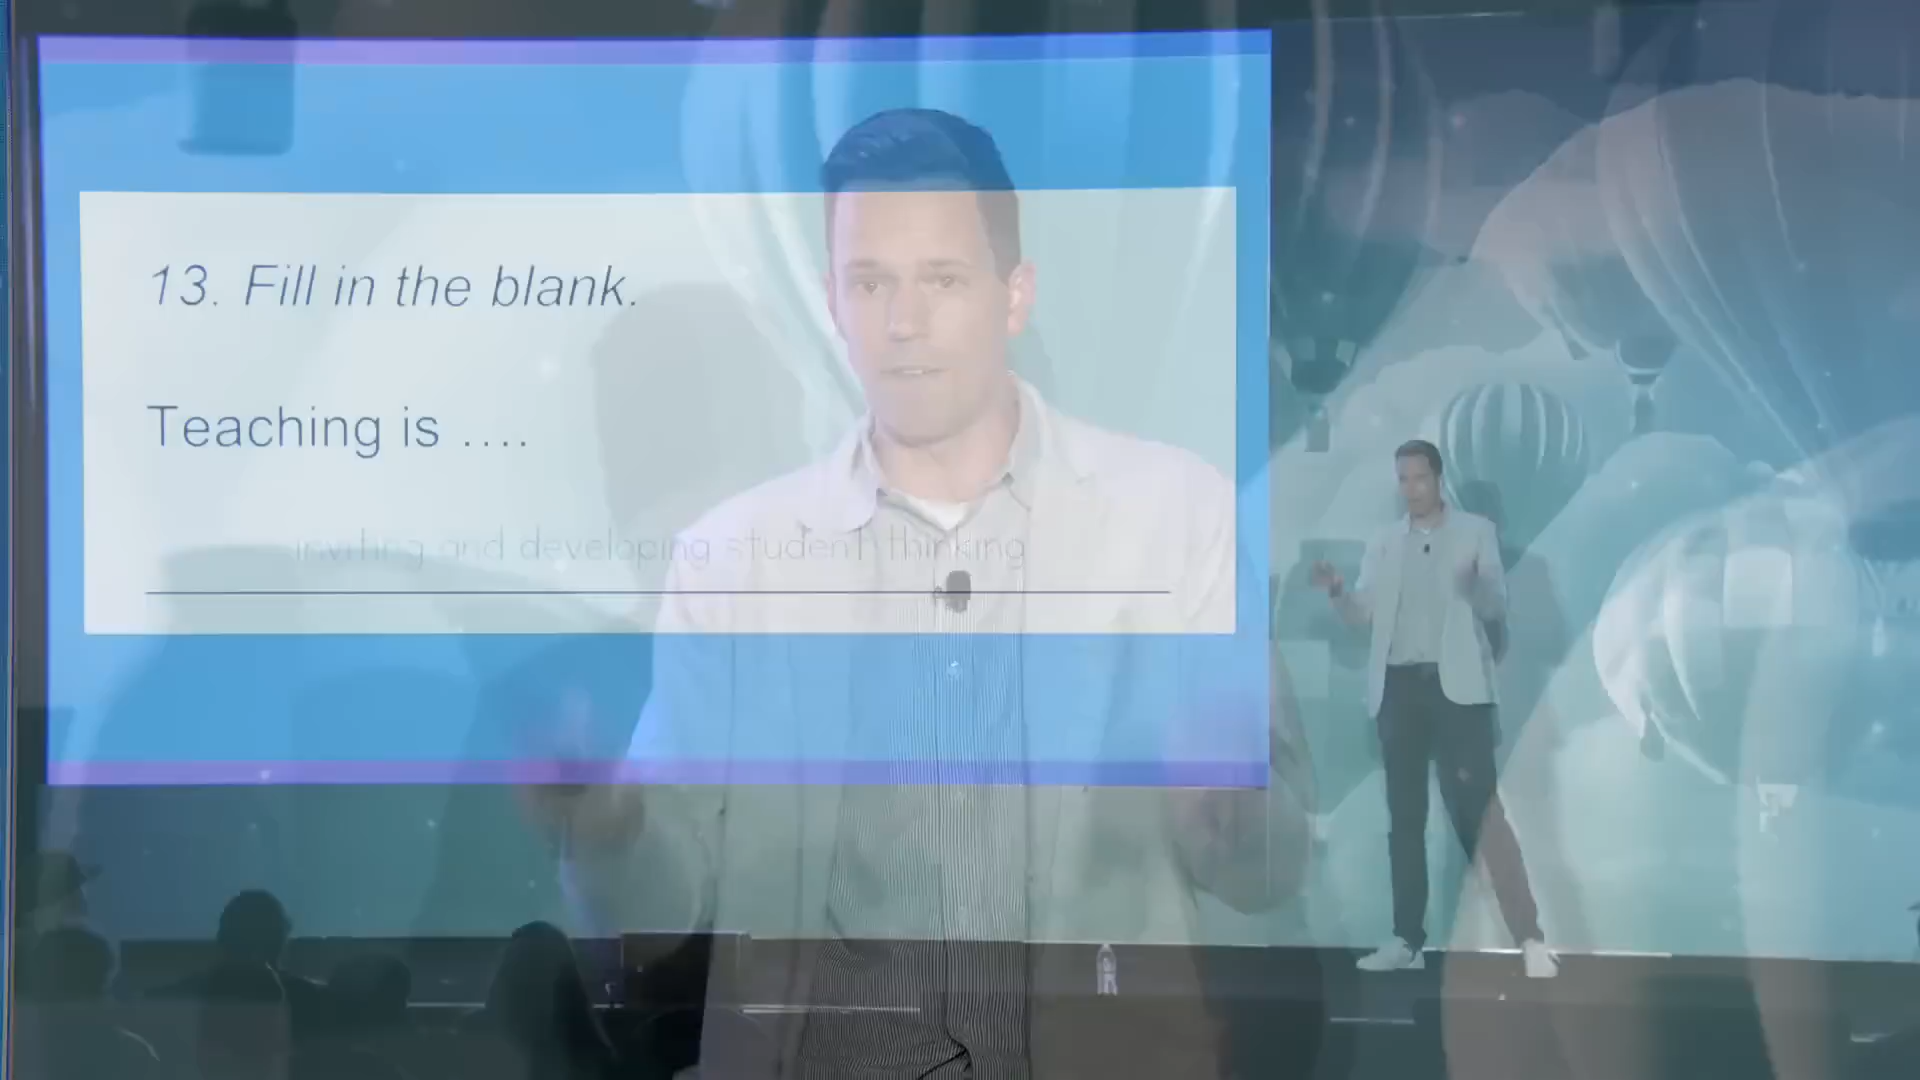 13. Fill in the blank.
Teaching is ....
inviting and developing student thinking